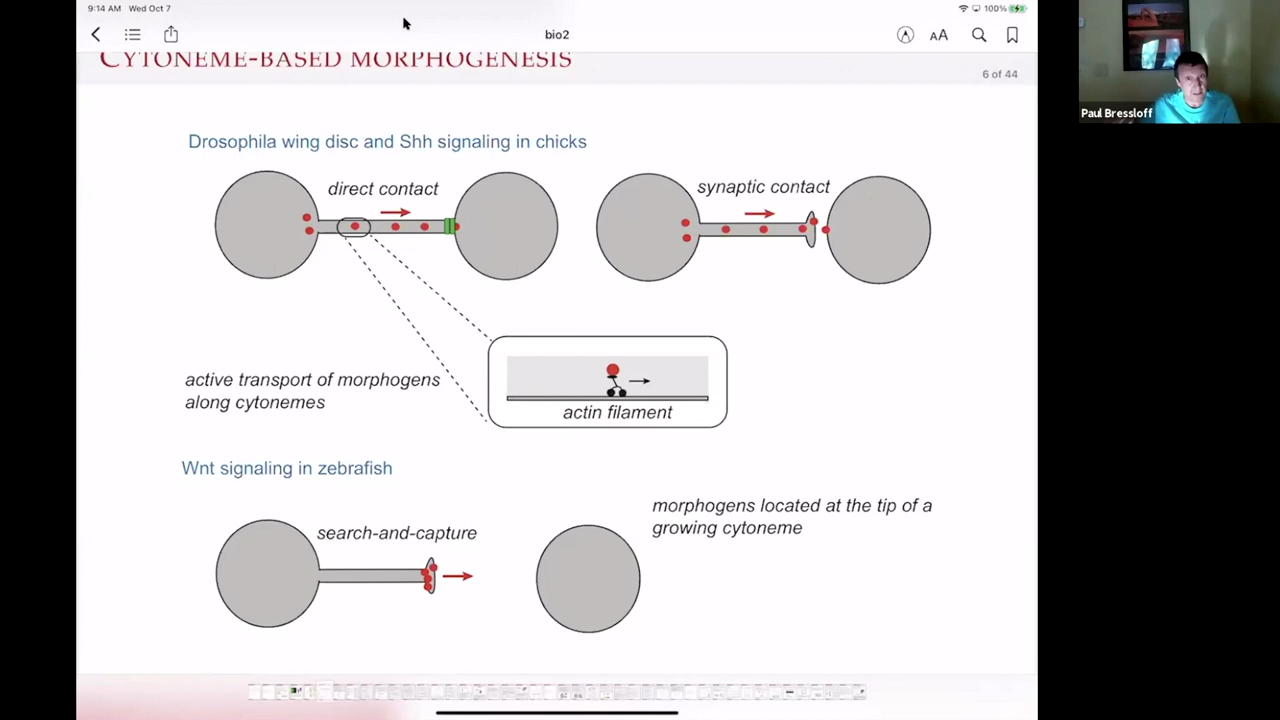 9:14 AM Wed Oct 7
100%
bio2
AA
CYTONEME-BASED MORPHOGENESIS
6 of 44
Paul Bressloff
Drosophila wing disc and Shh signaling in chicks
direct contact
synaptic contact
active transport of morphogens
along cytonemes
actin filament
Wnt signaling in zebrafish
search-and-capture
morphogens located at the tip of a
growing cytoneme